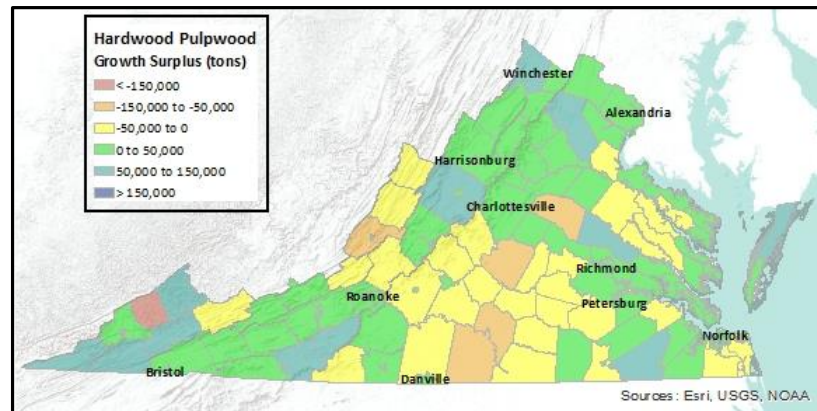 Hardwood Pulpwood
Growth Surplus (tons)
< -150,000
-150,000 to -50,000
-50,000 to 0
0 to 50,000
50,000 to 150,000
> 150,000
Winchester
Alexandria
Harrisonburg
Charlottesville
Richmond
Roanoke
Petersburg
Norfolk
Bristol
Danville
Sources: Esri, USGS, NOAA